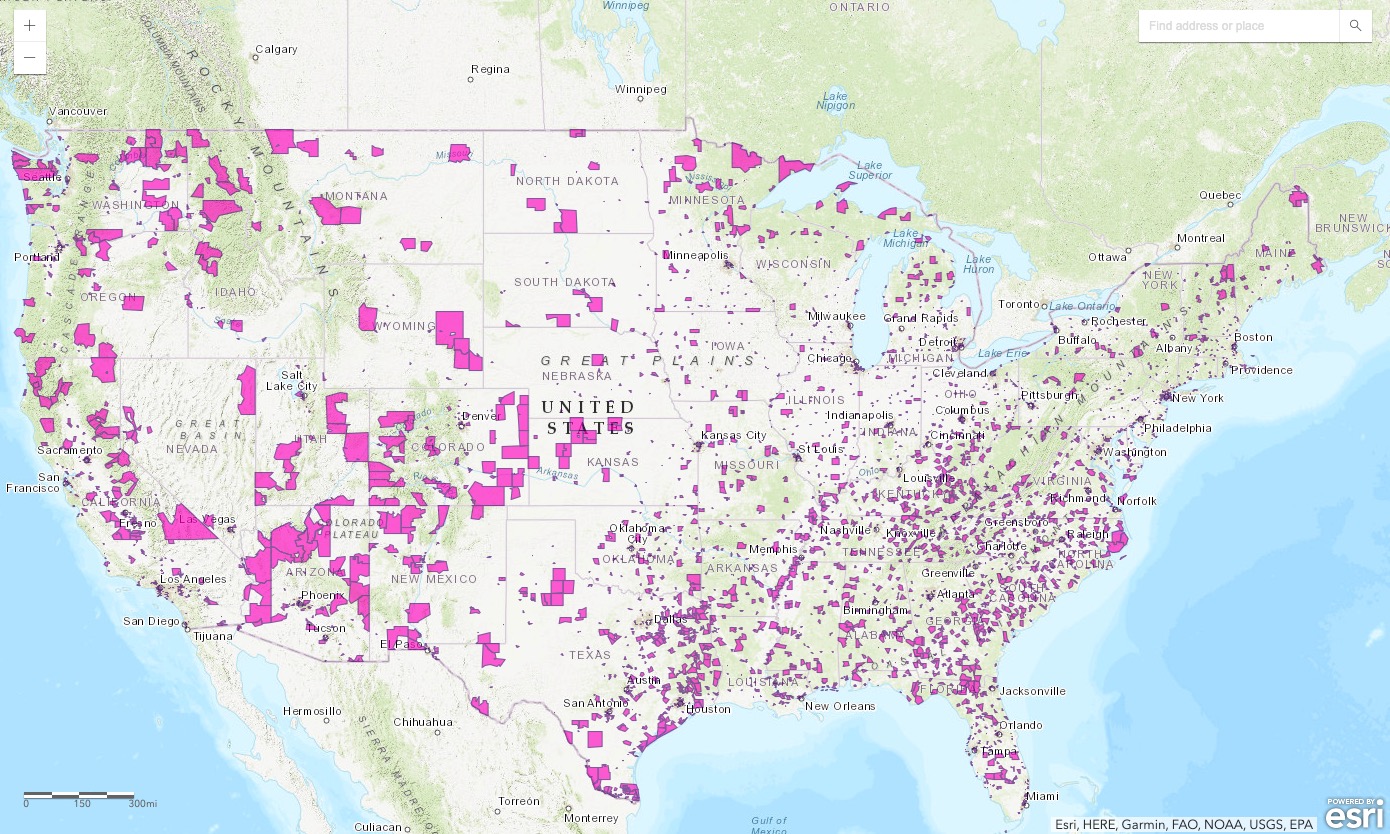 ONTARIO
Winnipeg
+
Find address or place
−
Calgary
Regina
Winnipeg
Lake
Nipigon
Vancouver
ROCKY MOUNTAINS
COLUMBIA MOUNTAINS
CASCADE RANGE
Seattle
WASHINGTON
MONTANA
Missouri
NORTH DAKOTA
MINNESOTA
Mississippi
Lake
Superior
Quebec
NEW
BRUNSWICK
Montreal
Ottawa
MAINE
Portland
OREGON
IDAHO
Snake
WYOMING
SOUTH DAKOTA
Minneapolis
WISCONSIN
Lake
Michigan
Lake
Huron
NEW
YORK
Toronto
Lake Ontario
Rochester
Milwaukee
Grand Rapids
Buffalo
Albany
Boston
Providence
Detroit
MICHIGAN
Lake Erie
Chicago
Cleveland
IOWA
GREAT PLAINS
NEBRASKA
Salt
Lake City
GREAT
BASIN
NEVADA
UTAH
Denver
COLORADO
UNITED
STATES
KANSAS
Arkansas
Kansas City
MISSOURI
St Louis
ILLINOIS
Indianapolis
INDIANA
OHIO
Columbus
Cincinnati
Pittsburgh
New York
Philadelphia
Washington
APPALACHIAN MOUNTAINS
Ohio
Louisville
KENTUCKY
VIRGINIA
Richmond
Norfolk
Sacramento
San
Francisco
CALIFORNIA
Fresno
Las Vegas
COLORADO
PLATEAU
ARIZONA
NEW MEXICO
Phoenix
Tucson
Los Angeles
San Diego
Tijuana
El Paso
Oklahoma
City
OKLAHOMA
ARKANSAS
Memphis
Nashville
Knoxville
TENNESSEE
Greensboro
Raleigh
NORTH
CAROLINA
Charlotte
Greenville
SOUTH
CAROLINA
Atlanta
Birmingham
ALABAMA
GEORGIA
Dallas
TEXAS
Austin
San Antonio
Houston
LOUISIANA
New Orleans
FLORIDA
Jacksonville
Orlando
Tampa
Miami
Hermosillo
Chihuahua
SIERRA MADRE
Torreón
Monterrey
Culiacan
Gulf of
Mexico
0 150 300mi
Esri, HERE, Garmin, FAO, NOAA, USGS, EPA
POWERED BY
esri